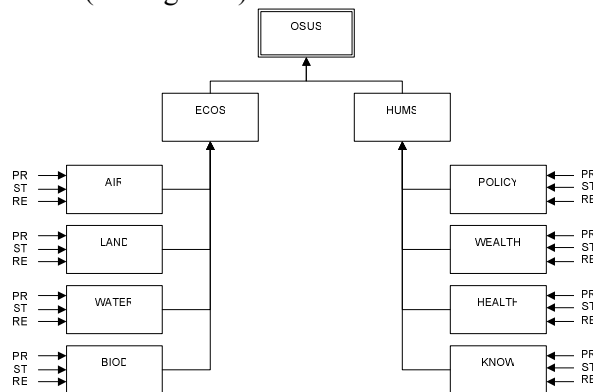 OSUS
ECOS HUMS
PR AIR POLICY PR
ST ST
RE RE
PR LAND WEALTH PR
ST ST
RE RE
PR WATER HEALTH PR
ST ST
RE RE
PR BIOD KNOW PR
ST ST
RE RE